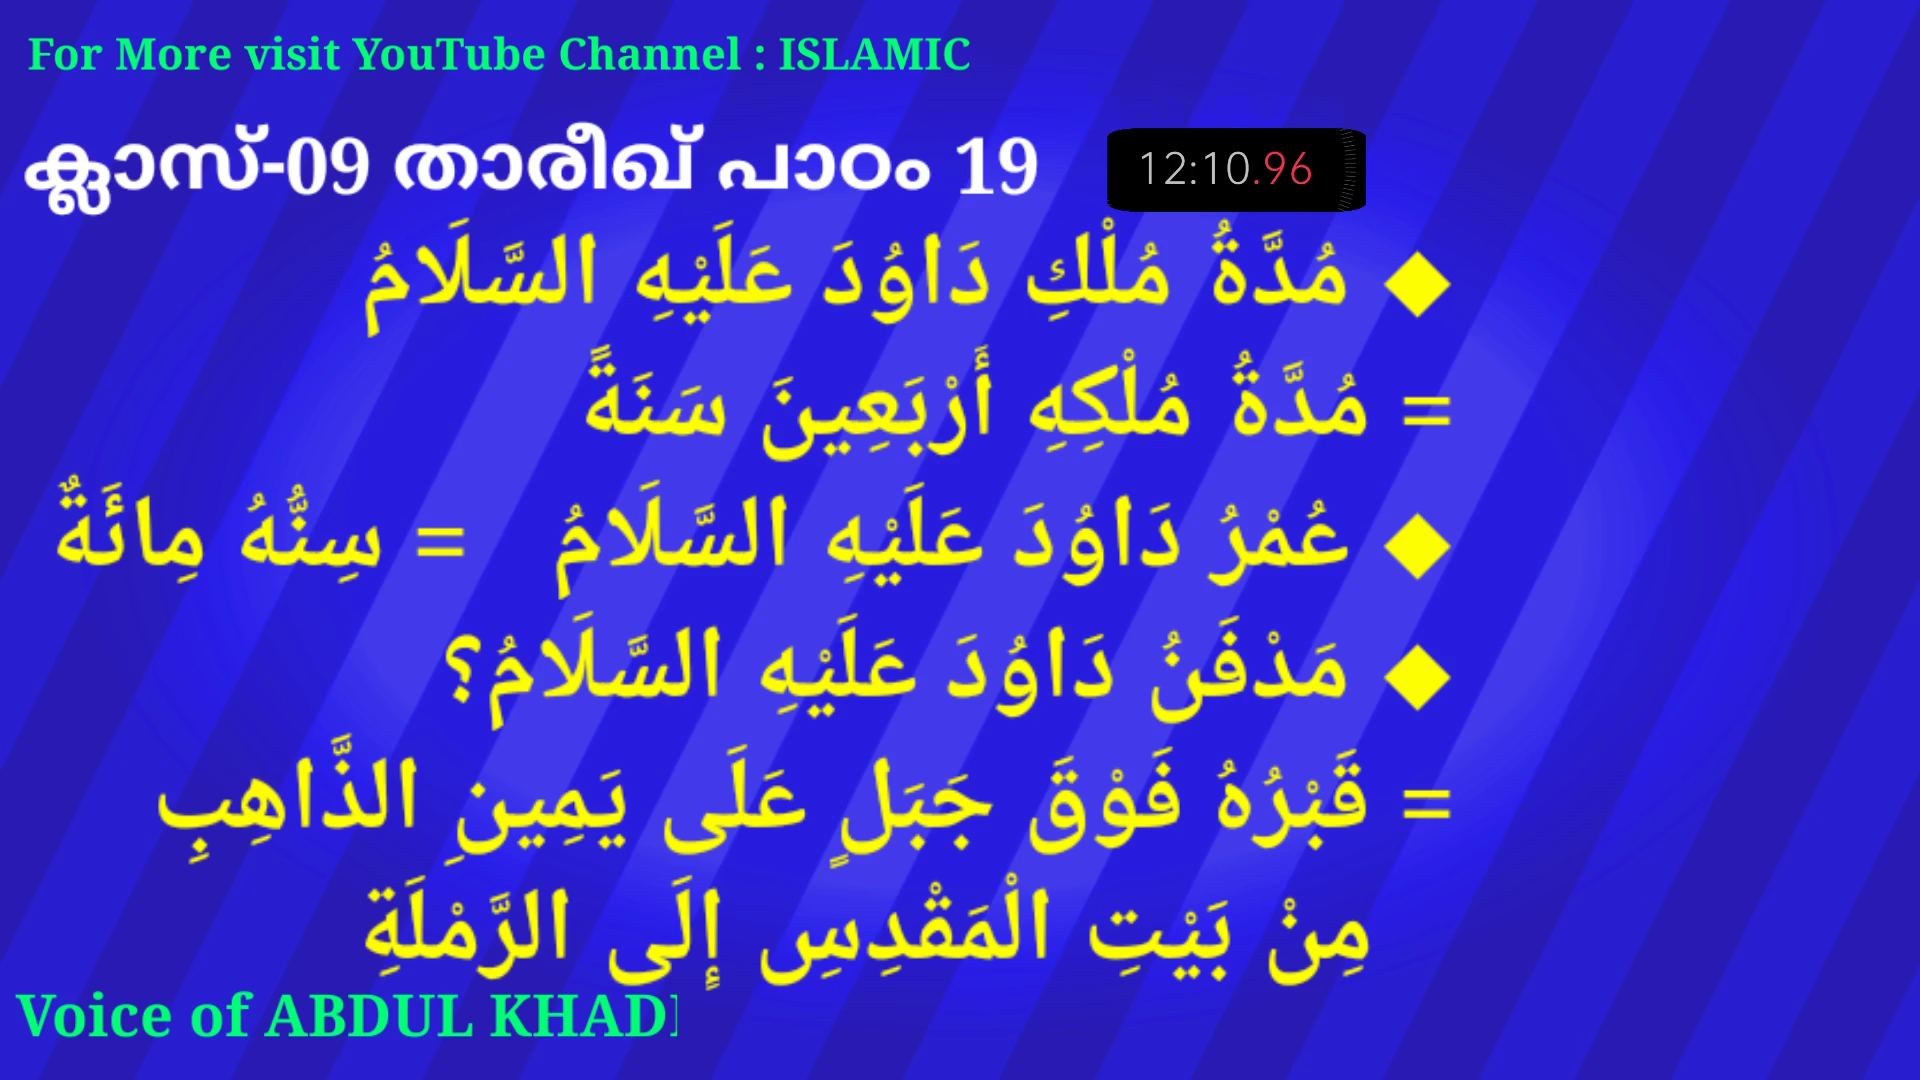 For More visit YouTube Channel : ISLAMIC
ക്ലാസ്-09 താരീഖ് പാഠം 19
12:10.96
◆ مُدَّةُ مُلْكِ دَاوُدَ عَلَيْهِ السَّلَامُ
= مُدَّةُ مُلْكِهِ أَرْبَعِينَ سَنَةً
◆ عُمْرُ دَاوُدَ عَلَيْهِ السَّلَامُ = سِنُّهُ مِائَةٌ
◆ مَدْفَنُ دَاوُدَ عَلَيْهِ السَّلَامُ؟
= قَبْرُهُ فَوْقَ جَبَلٍ عَلَى يَمِينِ الذَّاهِبِ
مِنْ بَيْتِ الْمَقْدِسِ إِلَى الرَّمْلَةِ
Voice of ABDUL KHAD